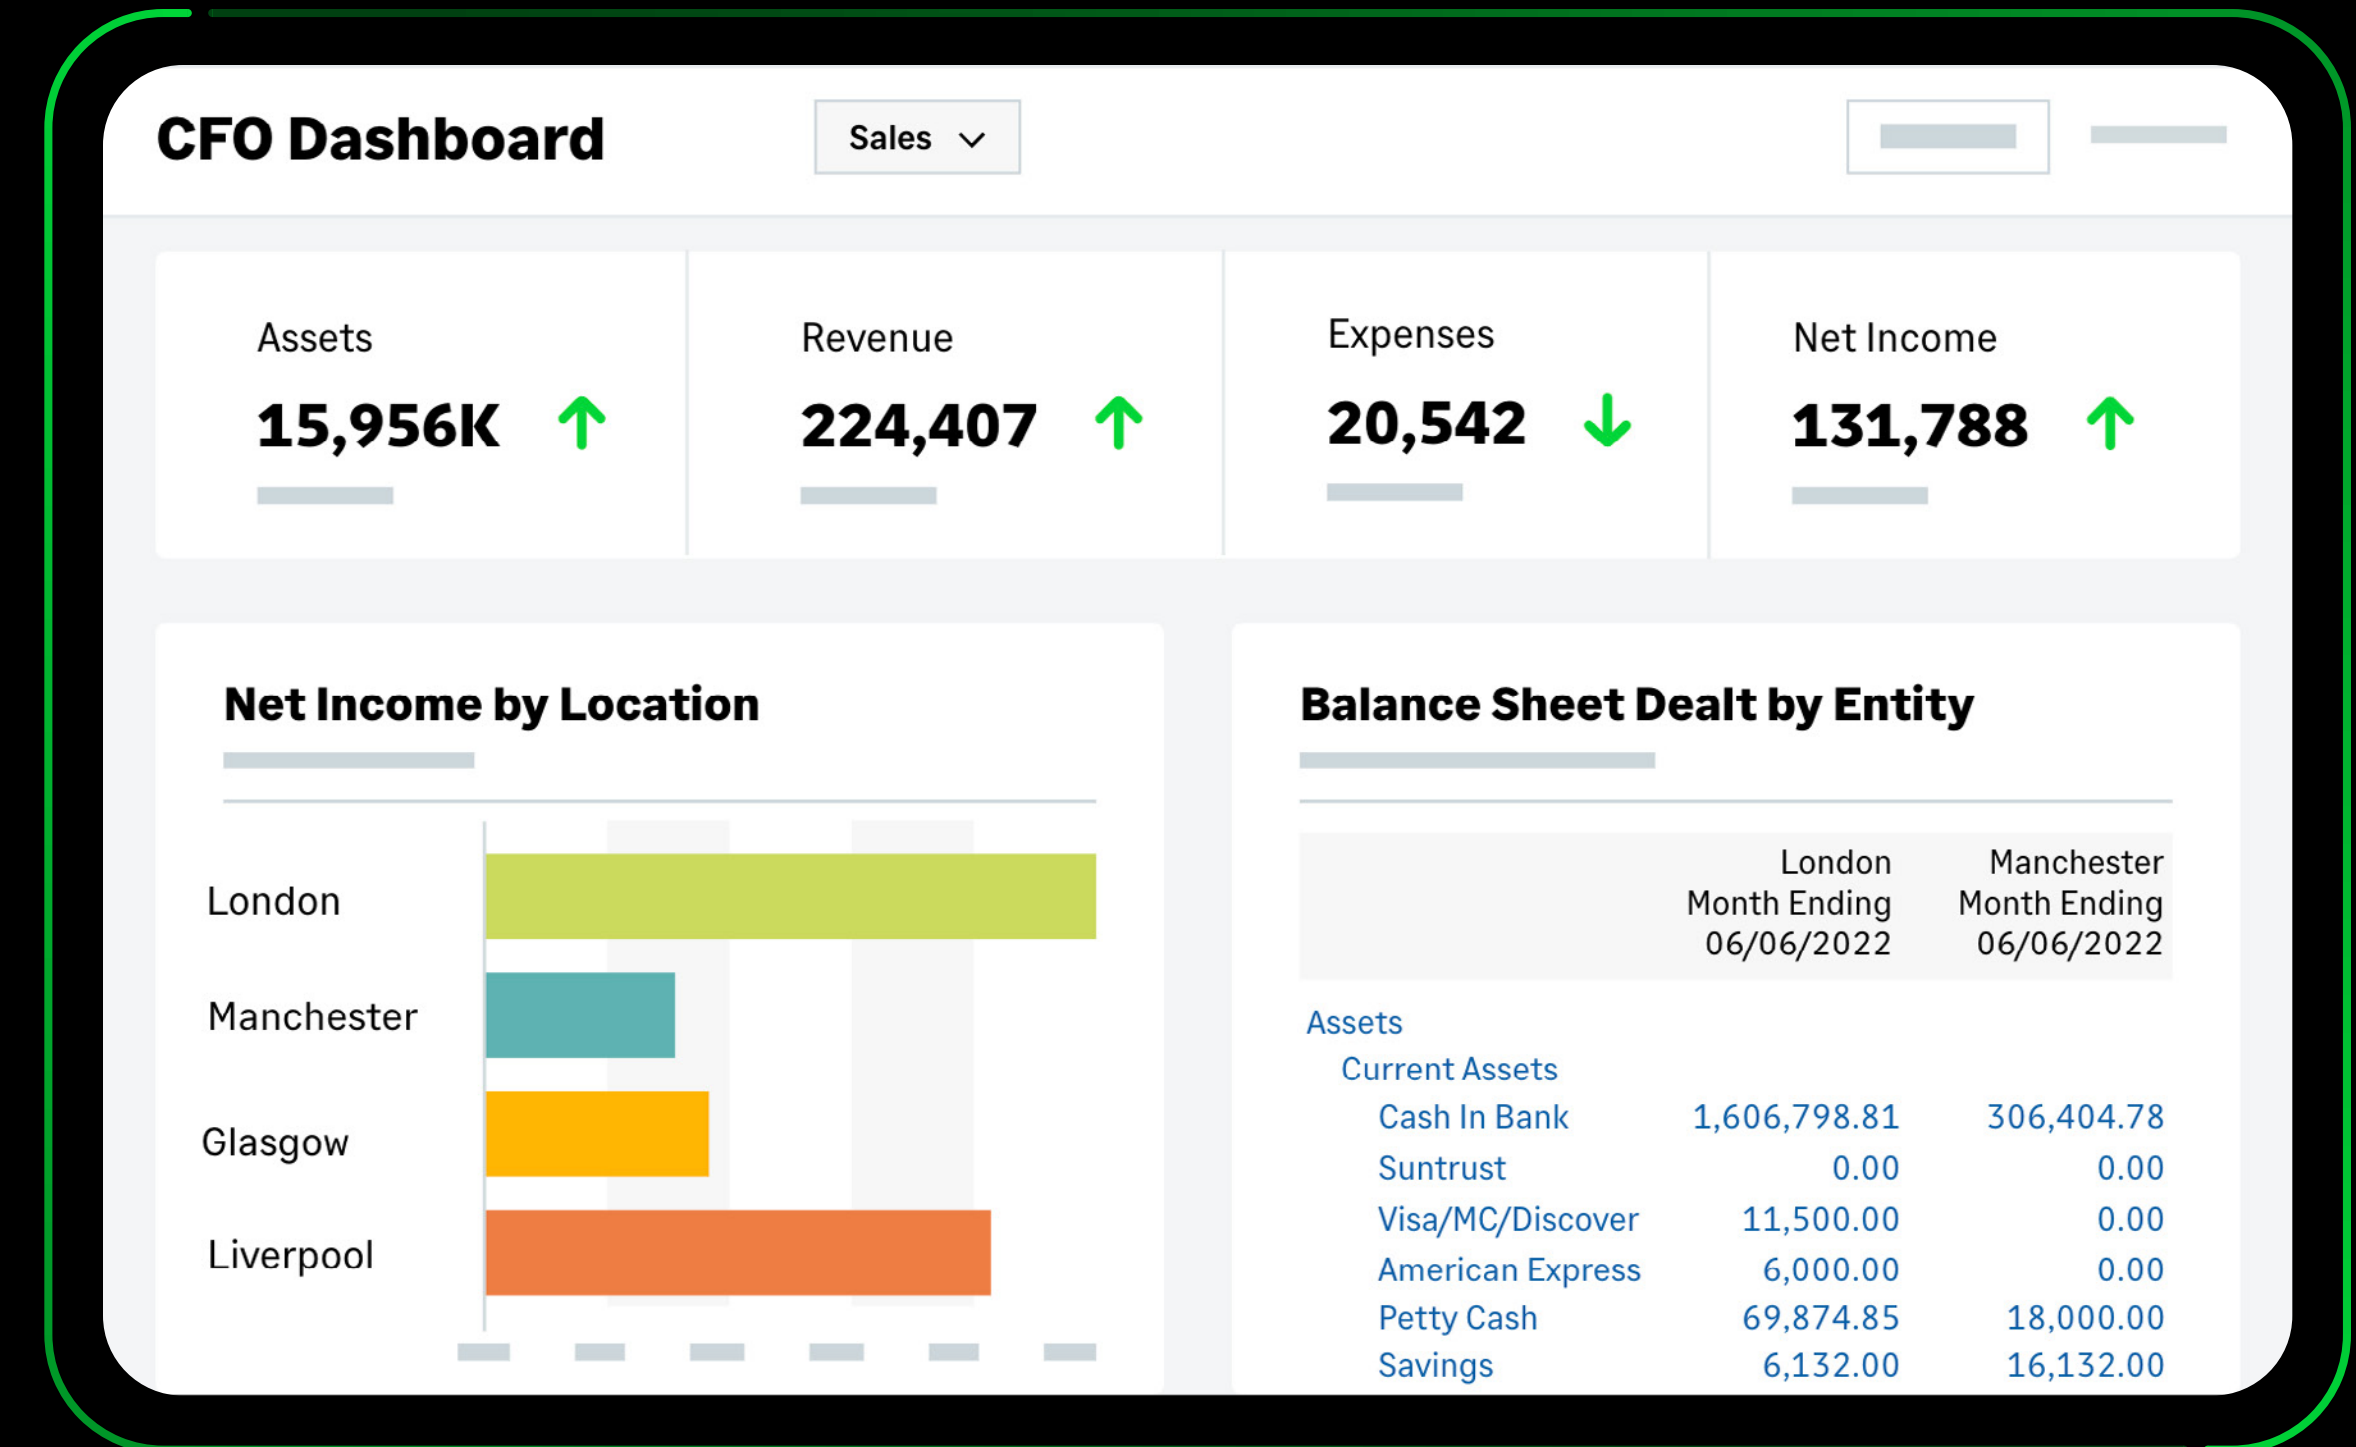 CFO Dashboard
Sales
Assets
15,956K
Revenue
224,407
Expenses
20,542
Net Income
131,788
Net Income by Location
London
Manchester
Glasgow
Liverpool
Balance Sheet Dealt by Entity
London Manchester
Month Ending Month Ending
06/06/2022 06/06/2022
Assets
Current Assets
Cash In Bank 1,606,798.81 306,404.78
Suntrust 0.00 0.00
Visa/MC/Discover 11,500.00 0.00
American Express 6,000.00 0.00
Petty Cash 69,874.85 18,000.00
Savings 6,132.00 16,132.00